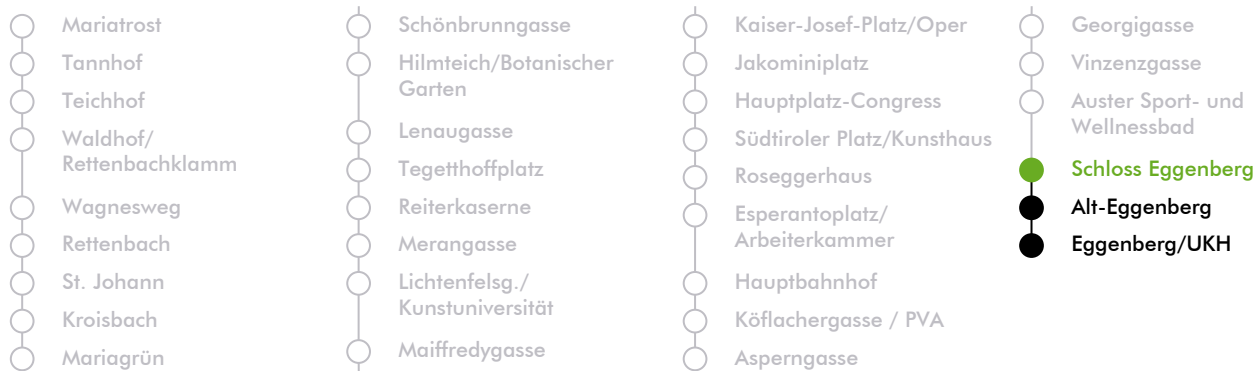 Mariatrost
Tannhof
Teichhof
Waldhof/
Rettenbachklamm
Wagnesweg
Rettenbach
St. Johann
Kroisbach
Mariagrün
Schönbrunngasse
Hilmteich/Botanischer
Garten
Lenaugasse
Tegetthoffplatz
Reiterkaserne
Merangasse
Lichtenfelsg./
Kunstuniversität
Maiffredygasse
Kaiser-Josef-Platz/Oper
Jakominiplatz
Hauptplatz-Congress
Südtiroler Platz/Kunsthaus
Roseggerhaus
Esperantoplatz/
Arbeiterkammer
Hauptbahnhof
Köflachergasse / PVA
Asperngasse
Georgigasse
Vinzenzgasse
Auster Sport- und
Wellnessbad
Schloss Eggenberg
Alt-Eggenberg
Eggenberg/UKH